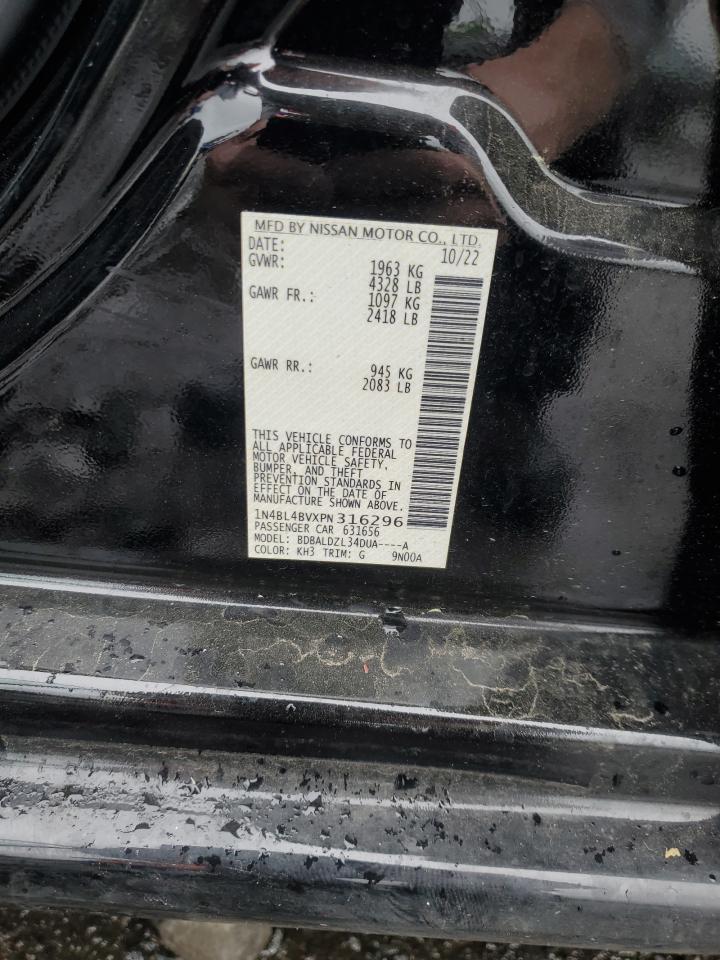 MFD BY NISSAN MOTOR CO., LTD.
DATE: 10/22
GVWR: 1963 KG
4328 LB
GAWR FR.: 1097 KG
2418 LB
GAWR RR.: 945 KG
2083 LB
THIS VEHICLE CONFORMS TO
ALL APPLICABLE FEDERAL
MOTOR VEHICLE SAFETY,
BUMPER, AND THEFT
PREVENTION STANDARDS IN
EFFECT ON THE DATE OF
MANUFACTURE SHOWN ABOVE.
1N4BL4BVXPN316296
PASSENGER CAR 631656
MODEL: BDBALDZL34DUA----A
COLOR: KH3 TRIM: G 9N00A